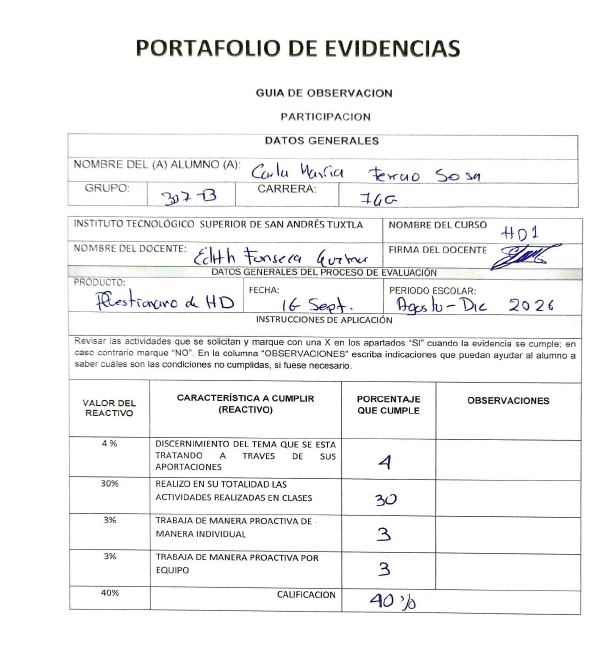 PORTAFOLIO DE EVIDENCIAS
GUIA DE OBSERVACION
PARTICIPACION
DATOS GENERALES
NOMBRE DEL (A) ALUMNO (A): Carla María Sosa
GRUPO: 307-B CARRERA: IGG
INSTITUTO TECNOLÓGICO SUPERIOR DE SAN ANDRÉS TUXTLA NOMBRE DEL CURSO HD1
NOMBRE DEL DOCENTE: Edith Fonseca FIRMA DEL DOCENTE
DATOS GENERALES DEL PROCESO DE EVALUACIÓN
PRODUCTO: de HD FECHA: 16 Sept. PERIODO ESCOLAR: Agosto-Dic 2026
INSTRUCCIONES DE APLICACIÓN
Revisar las actividades que se solicitan y marque con una X en los apartados "SI" cuando la evidencia se cumple; en
caso contrario marque "NO". En la columna "OBSERVACIONES" escriba indicaciones que puedan ayudar al alumno a
saber cuáles son las condiciones no cumplidas, si fuese necesario.
VALOR DEL REACTIVO CARACTERÍSTICA A CUMPLIR (REACTIVO) PORCENTAJE QUE CUMPLE OBSERVACIONES
4 % DISCERNIMIENTO DEL TEMA QUE SE ESTA
TRATANDO A TRAVES DE SUS
APORTACIONES 4
30% REALIZO EN SU TOTALIDAD LAS
ACTIVIDADES REALIZADAS EN CLASES 30
3% TRABAJA DE MANERA PROACTIVA DE
MANERA INDIVIDUAL 3
3% TRABAJA DE MANERA PROACTIVA POR
EQUIPO 3
40% CALIFICACION 40%